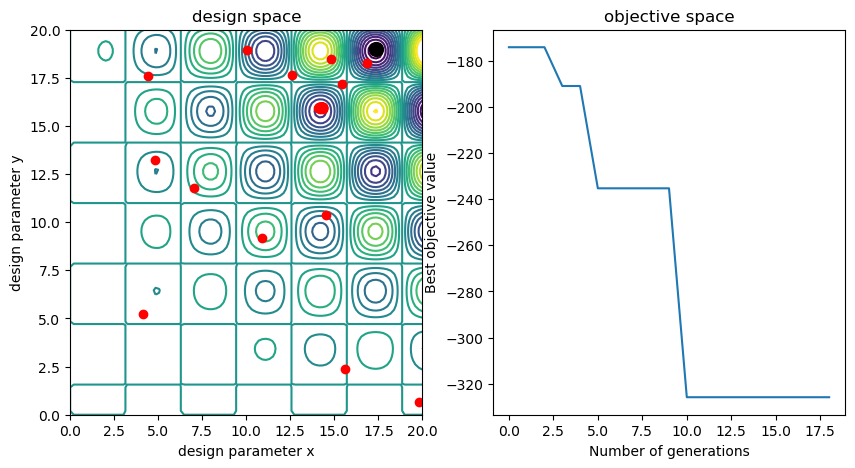 design space
design parameter y
20.0
17.5
15.0
12.5
10.0
7.5
5.0
2.5
0.0
0.0 2.5 5.0 7.5 10.0 12.5 15.0 17.5 20.0
design parameter x
objective space
Best objective value
−180
−200
−220
−240
−260
−280
−300
−320
0.0 2.5 5.0 7.5 10.0 12.5 15.0 17.5
Number of generations